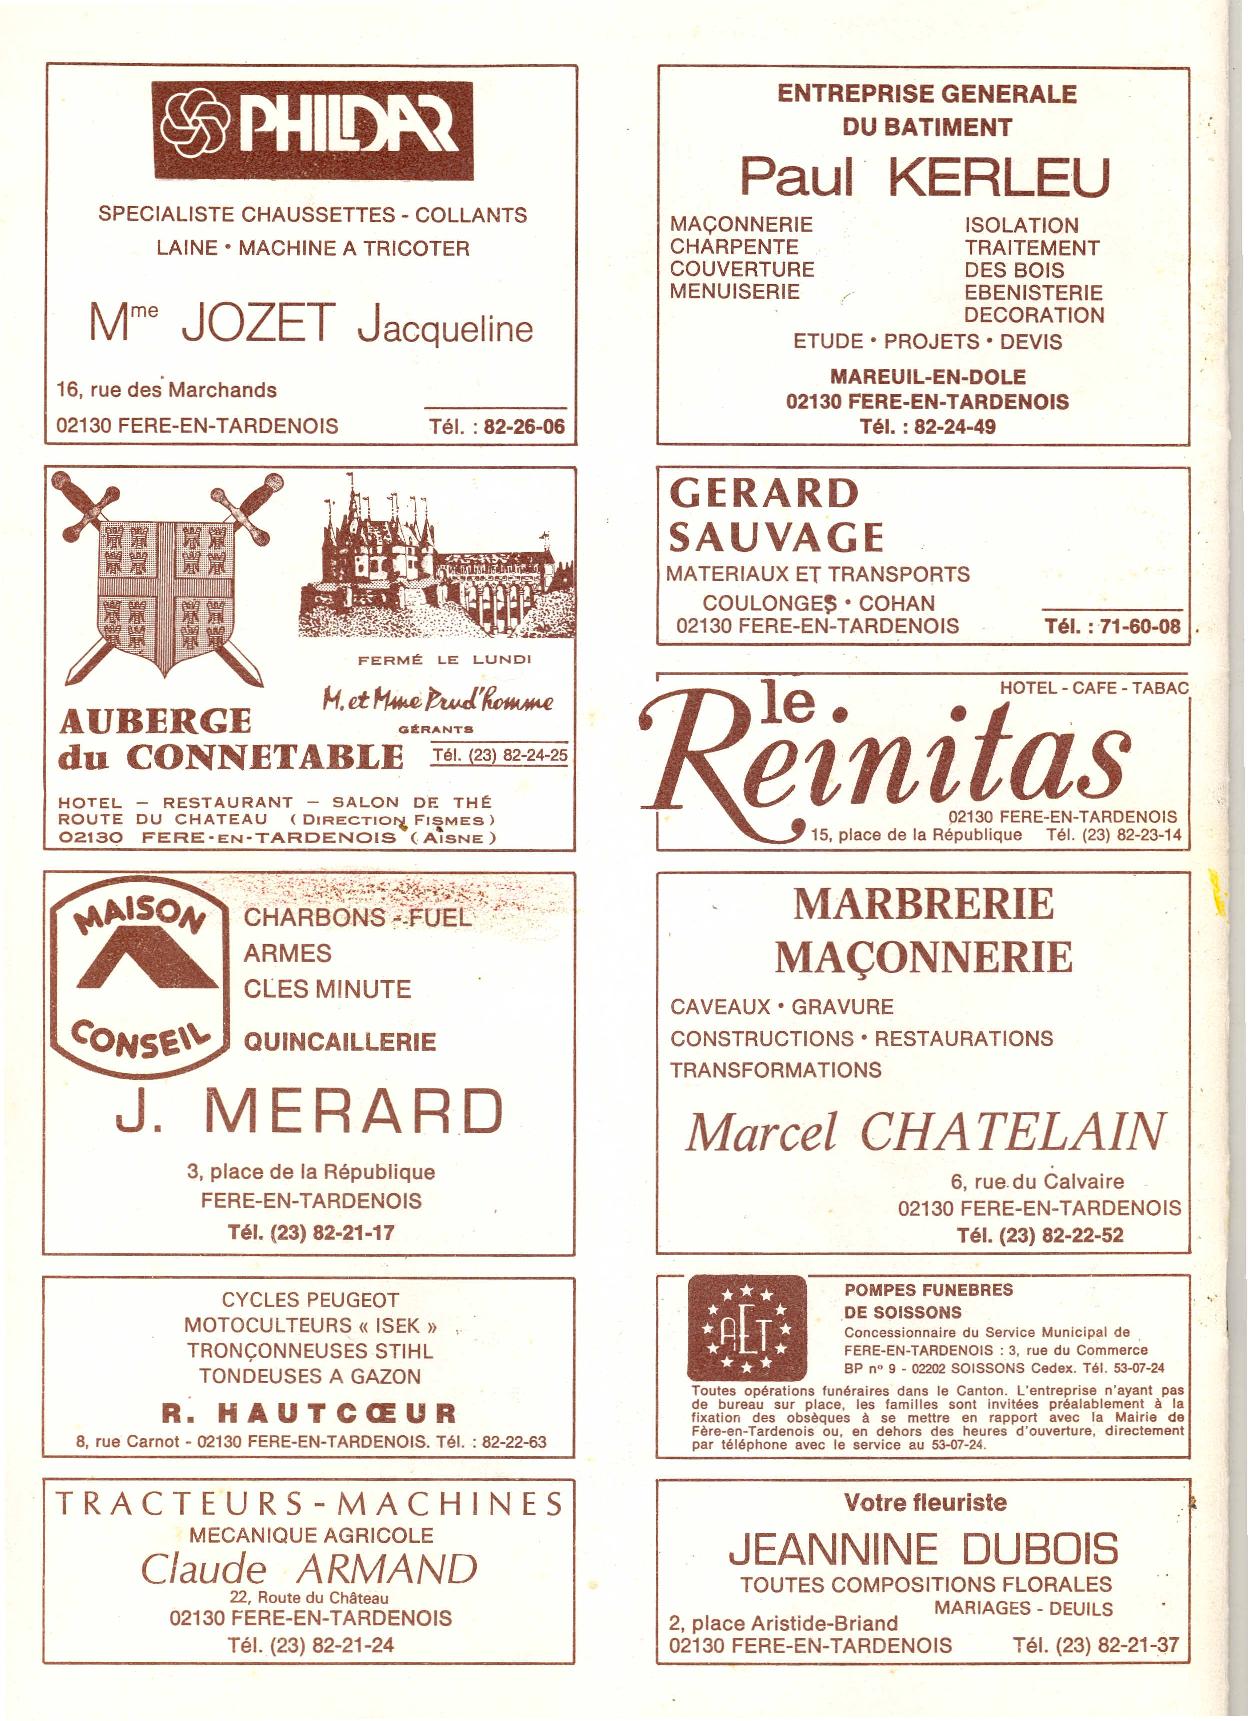 PHILDAR
SPECIALISTE CHAUSSETTES - COLLANTS
LAINE • MACHINE A TRICOTER
Mme JOZET Jacqueline
16, rue des Marchands
02130 FERE-EN-TARDENOIS Tél. : 82-26-06
AUBERGE
du CONNETABLE
FERMÉ LE LUNDI
M. et Mme Prud'homme
GÉRANTS
Tél. (23) 82-24-25
HOTEL – RESTAURANT – SALON DE THÉ
ROUTE DU CHATEAU (DIRECTION FISMES)
02130 FERE-EN-TARDENOIS (AISNE)
MAISON
CONSEIL
CHARBONS - FUEL
ARMES
CLES MINUTE
QUINCAILLERIE
J. MERARD
3, place de la République
FERE-EN-TARDENOIS
Tél. (23) 82-21-17
CYCLES PEUGEOT
MOTOCULTEURS « ISEK »
TRONÇONNEUSES STIHL
TONDEUSES A GAZON
R. HAUTCŒUR
8, rue Carnot - 02130 FERE-EN-TARDENOIS. Tél. : 82-22-63
TRACTEURS-MACHINES
MECANIQUE AGRICOLE
Claude ARMAND
22, Route du Château
02130 FERE-EN-TARDENOIS
Tél. (23) 82-21-24
ENTREPRISE GENERALE
DU BATIMENT
Paul KERLEU
MAÇONNERIE
CHARPENTE
COUVERTURE
MENUISERIE
ISOLATION
TRAITEMENT
DES BOIS
EBENISTERIE
DECORATION
ETUDE • PROJETS • DEVIS
MAREUIL-EN-DOLE
02130 FERE-EN-TARDENOIS
Tél. : 82-24-49
GERARD
SAUVAGE
MATERIAUX ET TRANSPORTS
COULONGES • COHAN
02130 FERE-EN-TARDENOIS Tél. : 71-60-08
HOTEL - CAFE - TABAC
le
Reinitas
02130 FERE-EN-TARDENOIS
15, place de la République Tél. (23) 82-23-14
MARBRERIE
MAÇONNERIE
CAVEAUX • GRAVURE
CONSTRUCTIONS • RESTAURATIONS
TRANSFORMATIONS
Marcel CHATELAIN
6, rue du Calvaire
02130 FERE-EN-TARDENOIS
Tél. (23) 82-22-52
AET
POMPES FUNEBRES
DE SOISSONS
Concessionnaire du Service Municipal de
FERE-EN-TARDENOIS : 3, rue du Commerce
BP nº 9 - 02202 SOISSONS Cedex. Tél. 53-07-24
Toutes opérations funéraires dans le Canton. L'entreprise n'ayant pas
de bureau sur place, les familles sont invitées préalablement à la
fixation des obsèques à se mettre en rapport avec la Mairie de
Fère-en-Tardenois ou, en dehors des heures d'ouverture, directement
par téléphone avec le service au 53-07-24.
Votre fleuriste
JEANNINE DUBOIS
TOUTES COMPOSITIONS FLORALES
MARIAGES - DEUILS
2, place Aristide-Briand
02130 FERE-EN-TARDENOIS Tél. (23) 82-21-37